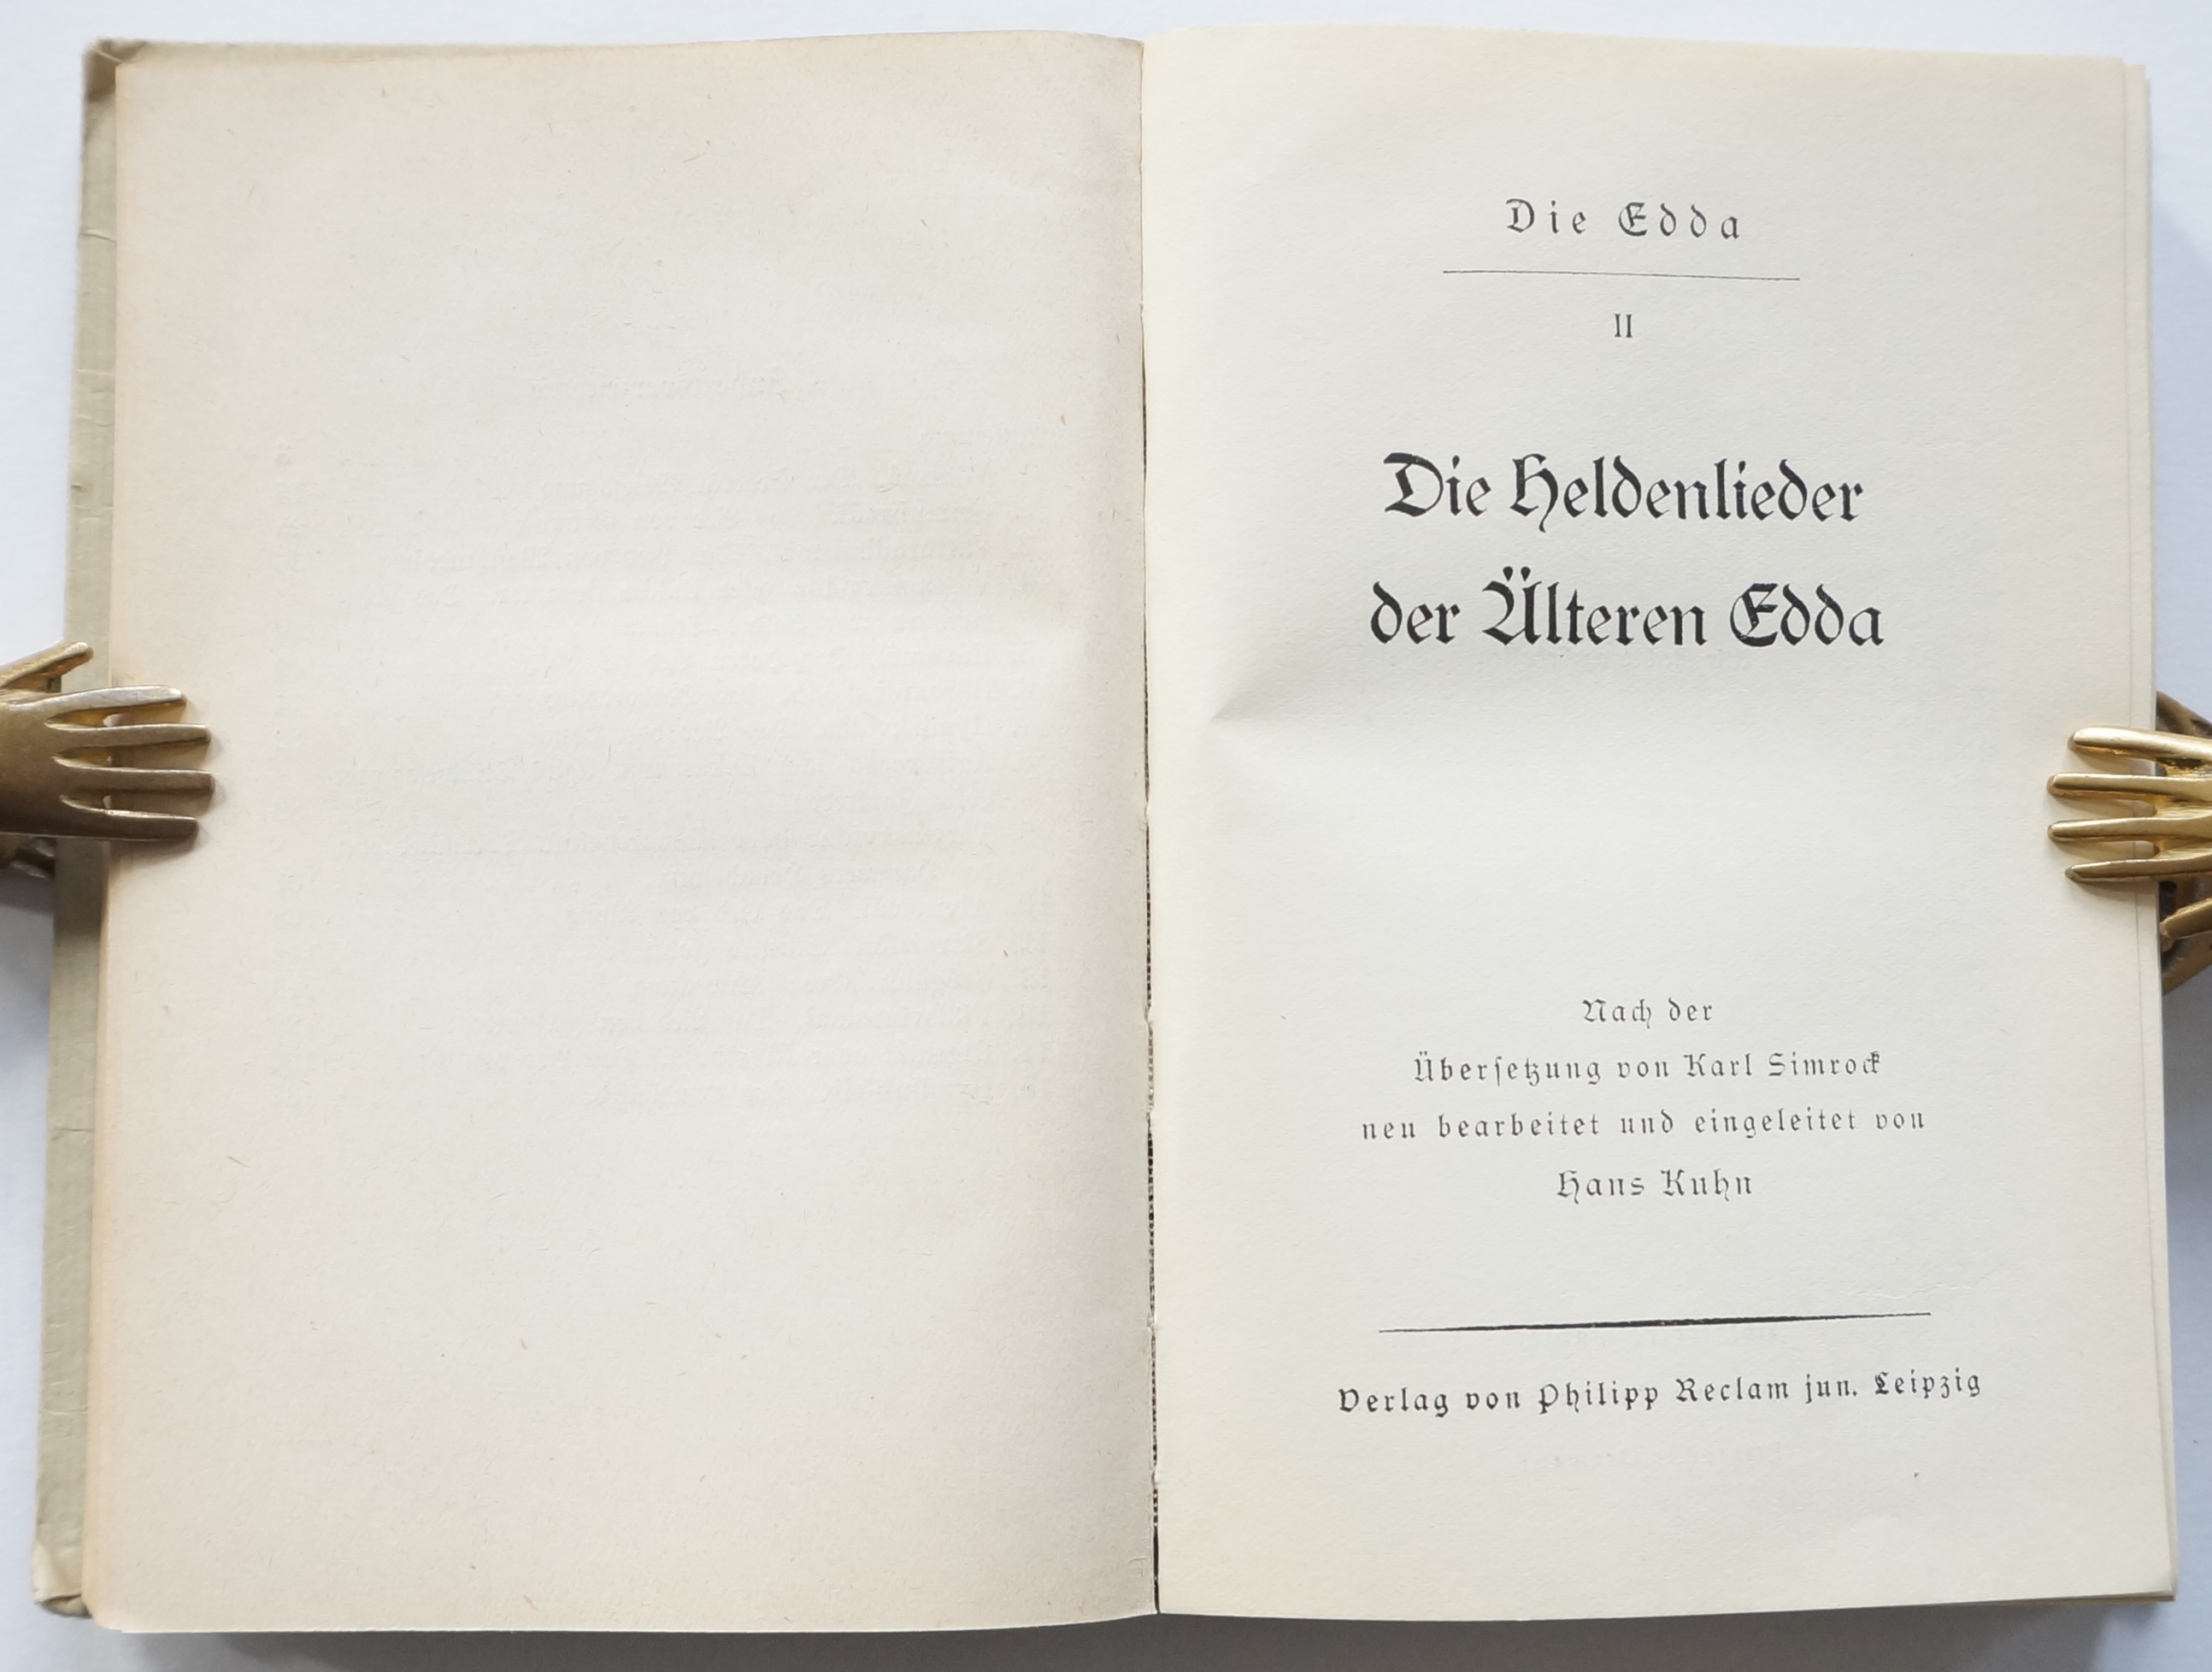 Die Edda
II
Die Heldenlieder
der Älteren Edda
Nach der
Übersetzung von Karl Simrock
neu bearbeitet und eingeleitet von
Hans Kuhn
Verlag von Philipp Reclam jun. Leipzig